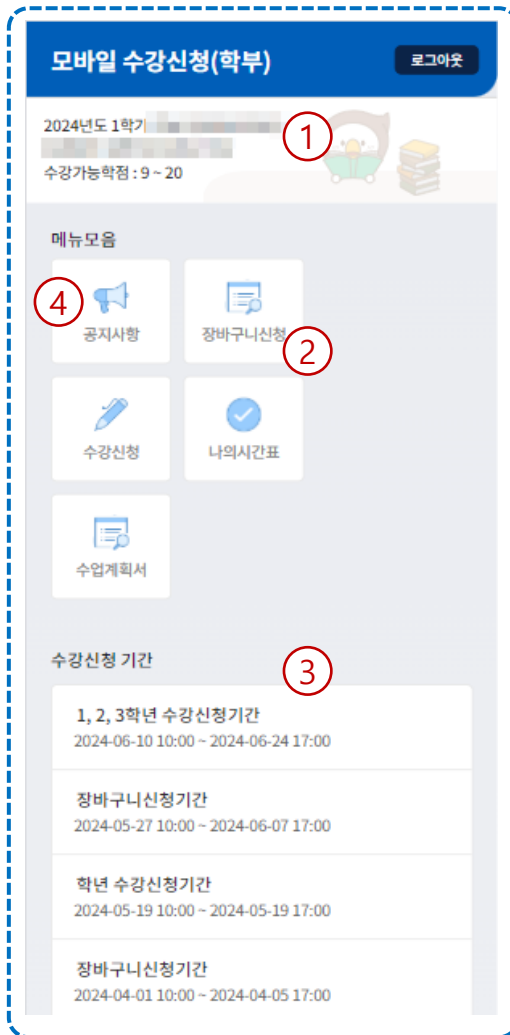 모바일 수강신청(학부)
로그아웃
2024년도 1학기
①
수강가능학점 : 9 ~ 20
메뉴모음
④
공지사항
장바구니신청
②
수강신청
나의시간표
수업계획서
수강신청 기간
③
1, 2, 3학년 수강신청기간
2024-06-10 10:00 ~ 2024-06-24 17:00
장바구니신청기간
2024-05-27 10:00 ~ 2024-06-07 17:00
학년 수강신청기간
2024-05-19 10:00 ~ 2024-05-19 17:00
장바구니신청기간
2024-04-01 10:00 ~ 2024-04-05 17:00